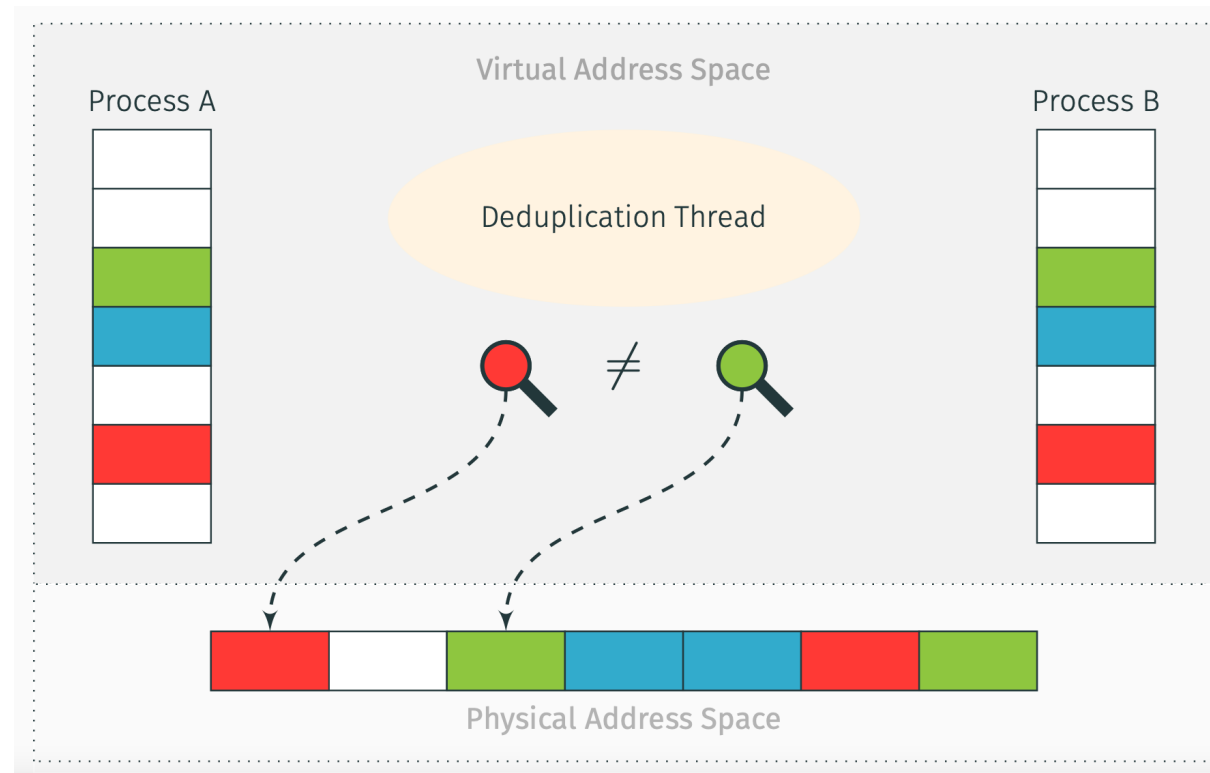 Virtual Address Space
Process A
Process B
Deduplication Thread
≠
Physical Address Space